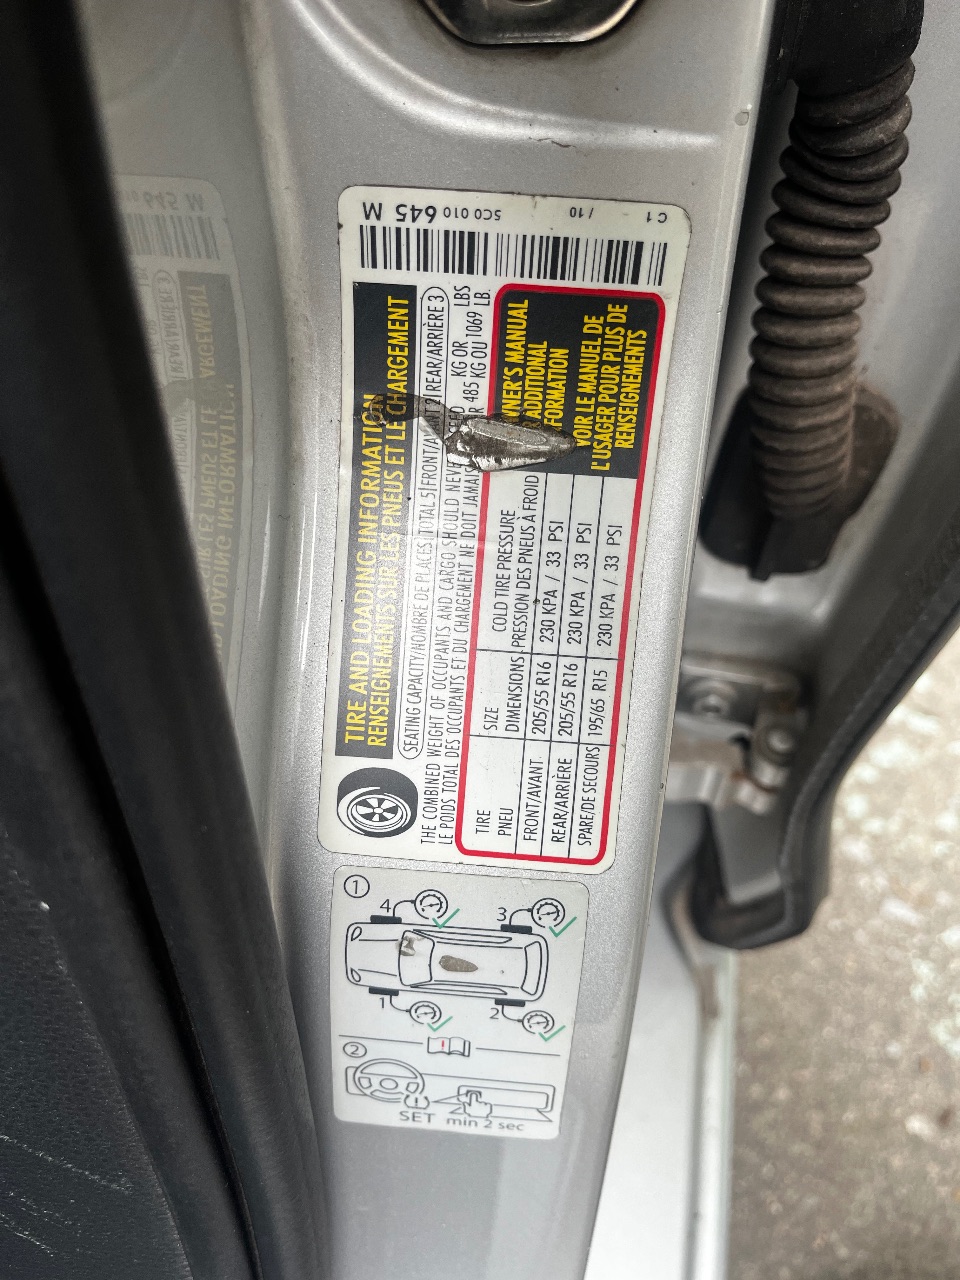 5C0 010 645 M
/10
C 1
TIRE AND LOADING INFORMATION
RENSEIGNEMENTS SUR LES PNEUS ET LE CHARGEMENT
SEATING CAPACITY/NOMBRE DE PLACES TOTAL 5 FRONT/AVANT 2 REAR/ARRIÈRE 3
THE COMBINED WEIGHT OF OCCUPANTS AND CARGO SHOULD NEVER KG OR LBS
LE POIDS TOTAL DES OCCUPANTS ET DU CHARGEMENT NE DOIT JAMAIS 485 KG OU 1069 LB.
TIRE SIZE COLD TIRE PRESSURE
PNEU DIMENSIONS PRESSION DES PNEUS À FROID
FRONT/AVANT 205/55 R16 230 KPA / 33 PSI
REAR/ARRIÈRE 205/55 R16 230 KPA / 33 PSI
SPARE/DE SECOURS 195/65 R15 230 KPA / 33 PSI
MANUAL
ADDITIONAL
VOIR LE MANUEL DE
L'USAGER POUR PLUS DE
RENSEIGNEMENTS
1
4 3
1 2
2
SET min 2 sec